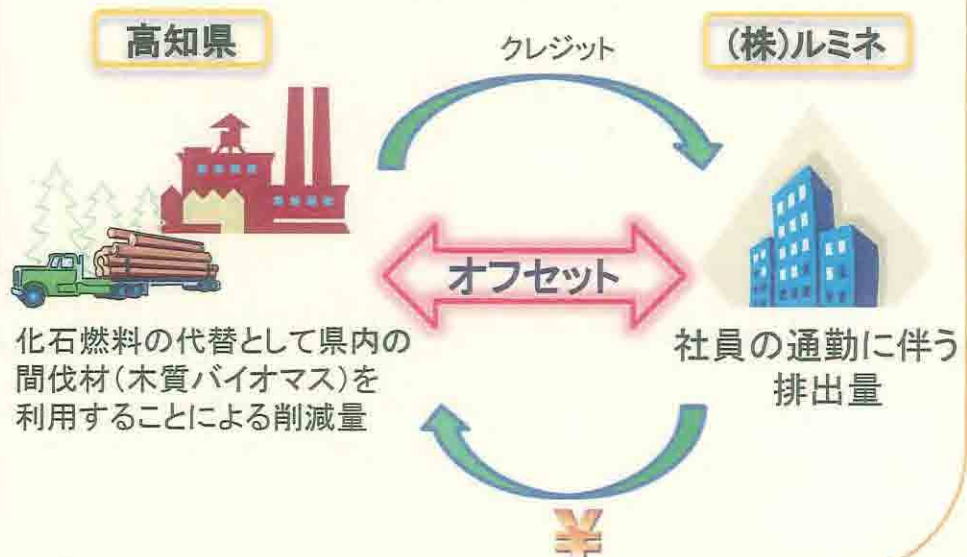 高知県
クレジット
(株)ルミネ
オフセット
化石燃料の代替として県内の
間伐材(木質バイオマス)を
利用することによる削減量
社員の通勤に伴う
排出量
¥